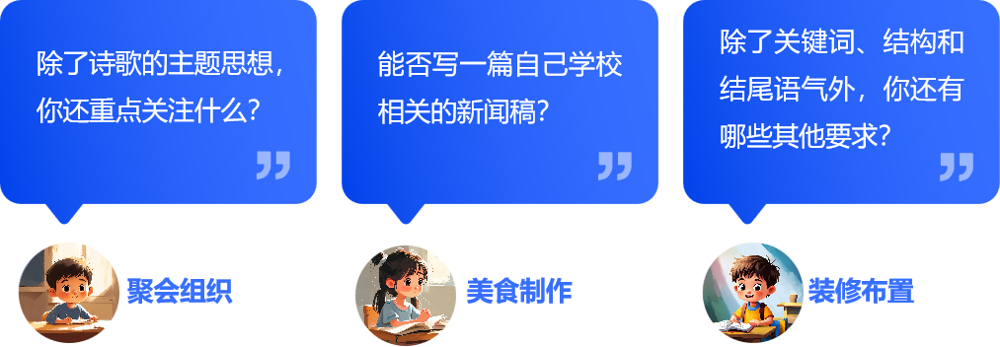 除了诗歌的主题思想，
你还重点关注什么？
能否写一篇自己学校
相关的新闻稿？
除了关键词、结构和
结尾语气外，你还有
哪些其他要求？
聚会组织
美食制作
装修布置